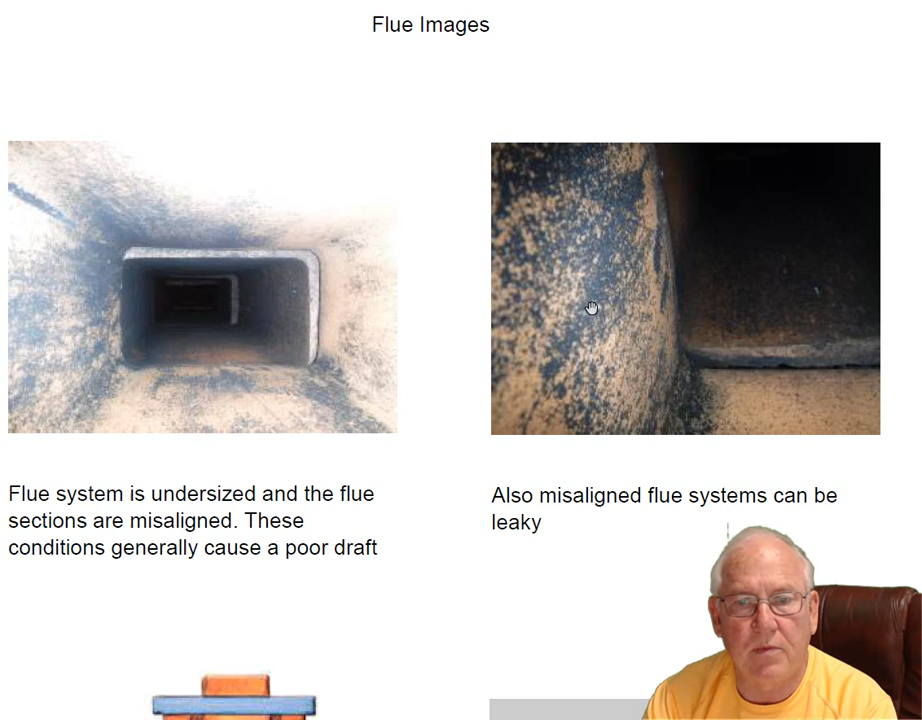 Flue Images
Flue system is undersized and the flue
sections are misaligned. These
conditions generally cause a poor draft
Also misaligned flue systems can be
leaky